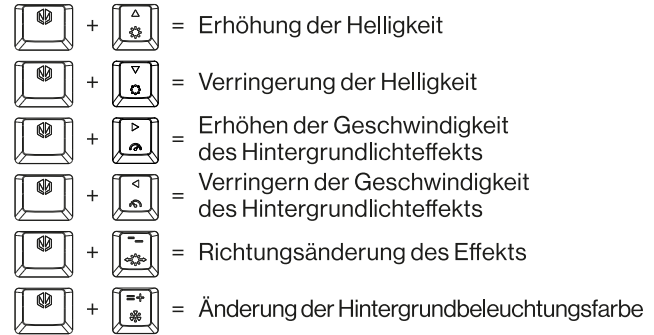 + = Erhöhung der Helligkeit
+ = Verringerung der Helligkeit
+ = Erhöhen der Geschwindigkeit
des Hintergrundlichteffekts
+ = Verringern der Geschwindigkeit
des Hintergrundlichteffekts
+ = Richtungsänderung des Effekts
+ = Änderung der Hintergrundbeleuchtungsfarbe